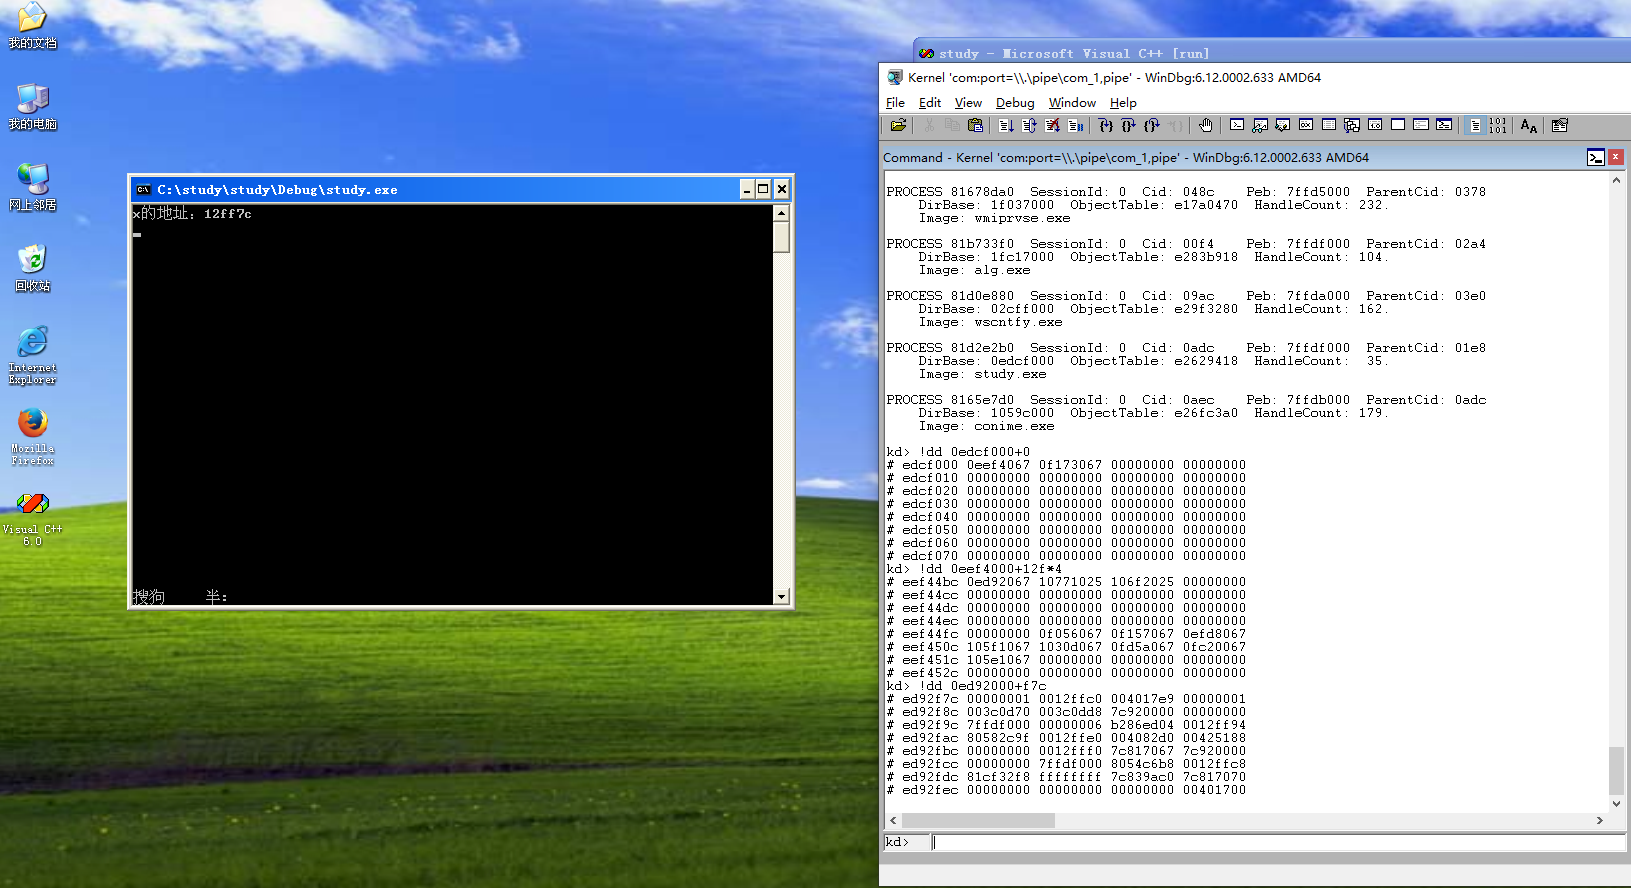 我的文档
我的电脑
网上邻居
回收站
Internet
Explorer
Mozilla
Firefox
Visual C++
6.0
C:\study\study\Debug\study.exe
x的地址：12ff7c
搜狗 半：
study - Microsoft Visual C++ [run]
Kernel 'com:port=\\.\pipe\com_1,pipe' - WinDbg:6.12.0002.633 AMD64
File Edit View Debug Window Help
Command - Kernel 'com:port=\\.\pipe\com_1,pipe' - WinDbg:6.12.0002.633 AMD64
PROCESS 81678da0 SessionId: 0 Cid: 048c Peb: 7ffd5000 ParentCid: 0378
DirBase: 1f037000 ObjectTable: e17a0470 HandleCount: 232.
Image: wmiprvse.exe
PROCESS 81b733f0 SessionId: 0 Cid: 00f4 Peb: 7ffdf000 ParentCid: 02a4
DirBase: 1fc17000 ObjectTable: e283b918 HandleCount: 104.
Image: alg.exe
PROCESS 81d0e880 SessionId: 0 Cid: 09ac Peb: 7ffda000 ParentCid: 03e0
DirBase: 02cff000 ObjectTable: e29f3280 HandleCount: 162.
Image: wscntfy.exe
PROCESS 81d2e2b0 SessionId: 0 Cid: 0adc Peb: 7ffdf000 ParentCid: 01e8
DirBase: 0edcf000 ObjectTable: e2629418 HandleCount: 35.
Image: study.exe
PROCESS 8165e7d0 SessionId: 0 Cid: 0aec Peb: 7ffdb000 ParentCid: 0adc
DirBase: 1059c000 ObjectTable: e26fc3a0 HandleCount: 179.
Image: conime.exe
kd> !dd 0edcf000+0
# edcf000 0eef4067 0f173067 00000000 00000000
# edcf010 00000000 00000000 00000000 00000000
# edcf020 00000000 00000000 00000000 00000000
# edcf030 00000000 00000000 00000000 00000000
# edcf040 00000000 00000000 00000000 00000000
# edcf050 00000000 00000000 00000000 00000000
# edcf060 00000000 00000000 00000000 00000000
# edcf070 00000000 00000000 00000000 00000000
kd> !dd 0eef4000+12f*4
# eef44bc 0ed92067 10771025 106f2025 00000000
# eef44cc 00000000 00000000 00000000 00000000
# eef44dc 00000000 00000000 00000000 00000000
# eef44ec 00000000 00000000 00000000 00000000
# eef44fc 00000000 0f056067 0f157067 0efd8067
# eef450c 105f1067 1030d067 0fd5a067 0fc20067
# eef451c 105e1067 00000000 00000000 00000000
# eef452c 00000000 00000000 00000000 00000000
kd> !dd 0ed92000+f7c
# ed92f7c 00000001 0012ffc0 004017e9 00000001
# ed92f8c 003c0d70 003c0dd8 7c920000 00000000
# ed92f9c 7ffdf000 00000006 b286ed04 0012ff94
# ed92fac 80582c9f 0012ffe0 004082d0 00425188
# ed92fbc 00000000 0012fff0 7c817067 7c920000
# ed92fcc 00000000 7ffdf000 8054c6b8 0012ffc8
# ed92fdc 81cf32f8 ffffffff 7c839ac0 7c817070
# ed92fec 00000000 00000000 00000000 00401700
kd>